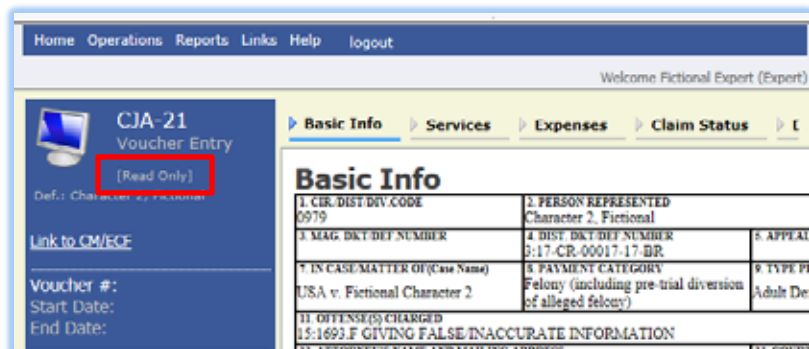 Home Operations Reports Links Help logout
Welcome Fictional Expert (Expert)
CJA-21
Voucher Entry
[Read Only]
Def.: Character 2, Fictional
Link to CM/ECF
Voucher #:
Start Date:
End Date:
Basic Info Services Expenses Claim Status
Basic Info
1. CIR./DIST/DIV.CODE
0979
2. PERSON REPRESENTED
Character 2, Fictional
3. MAG. DKT/DEF.NUMBER
4. DIST. DKT/DEF.NUMBER
3:17-CR-00017-17-BR
5. APPEAL
7. IN CASE/MATTER OF(Case Name)
USA v. Fictional Character 2
8. PAYMENT CATEGORY
Felony (including pre-trial diversion
of alleged felony)
9. TYPE P
Adult De
11. OFFENSE(S) CHARGED
15:1693.F GIVING FALSE/INACCURATE INFORMATION